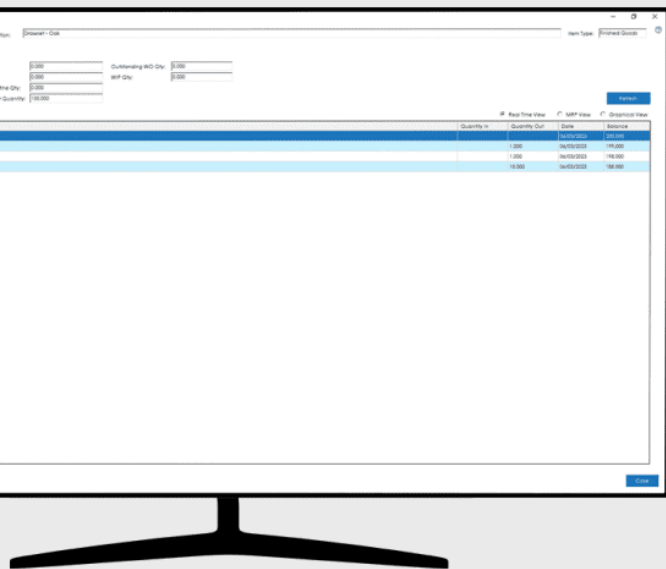 Drawset - Oak Item Type: Finished Goods
0.000 Outstanding WO Qty: 0.000
0.000 WIP Qty: 0.000
Qty: 0.000
Quantity: 100.000
Refresh
Real Time View MRP View Graphical View
Quantity In Quantity Out Date Balance
06/03/2023 200.000
1.000 06/03/2023 199.000
1.000 06/03/2023 198.000
10.000 06/03/2023 188.000
Close